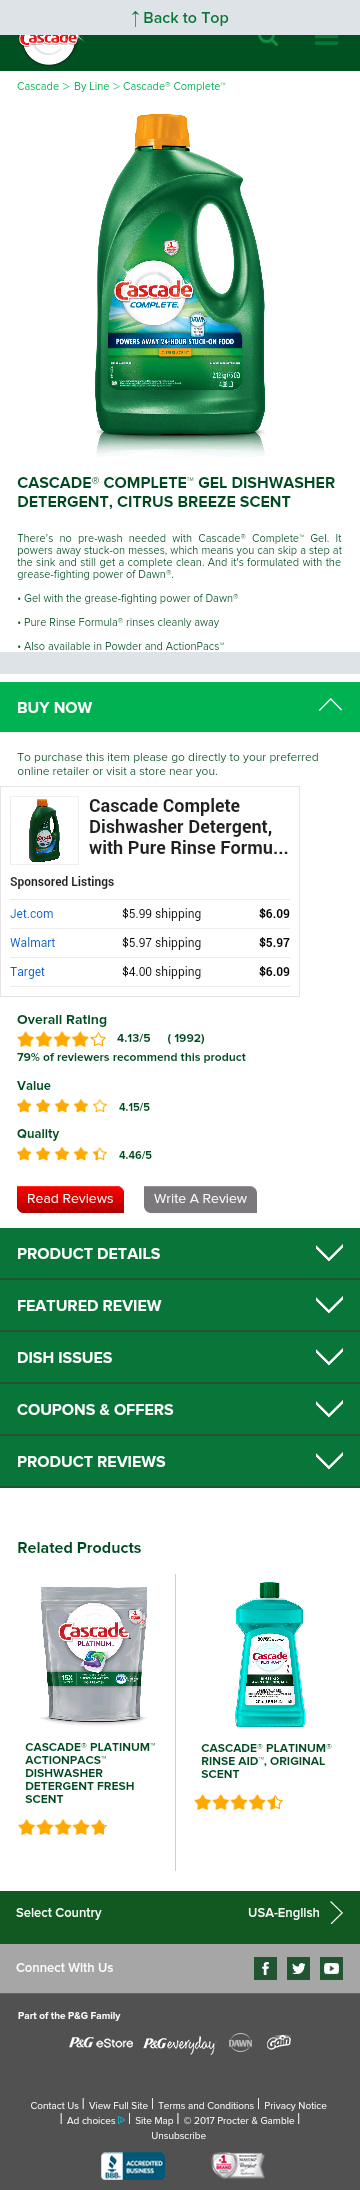 ↑ Back to Top
Cascade
Cascade > By Line > Cascade® Complete™
Cascade
COMPLETE.
DAWN
POWERS AWAY 24-HOUR STUCK-ON FOOD
CASCADE® COMPLETE™ GEL DISHWASHER
DETERGENT, CITRUS BREEZE SCENT
There's no pre-wash needed with Cascade® Complete™ Gel. It
powers away stuck-on messes, which means you can skip a step at
the sink and still get a complete clean. And it's formulated with the
grease-fighting power of Dawn®.
• Gel with the grease-fighting power of Dawn®
• Pure Rinse Formula® rinses cleanly away
• Also available in Powder and ActionPacs™
BUY NOW
To purchase this item please go directly to your preferred
online retailer or visit a store near you.
Cascade Complete
Dishwasher Detergent,
with Pure Rinse Formu...
Sponsored Listings
Jet.com $5.99 shipping $6.09
Walmart $5.97 shipping $5.97
Target $4.00 shipping $6.09
Overall Rating
4.13/5 ( 1992)
79% of reviewers recommend this product
Value
4.15/5
Quality
4.46/5
Read Reviews Write A Review
PRODUCT DETAILS
FEATURED REVIEW
DISH ISSUES
COUPONS & OFFERS
PRODUCT REVIEWS
Related Products
Cascade
PLATINUM
Cascade
PLATINUM
CASCADE® PLATINUM™
ACTIONPACS™
DISHWASHER
DETERGENT FRESH
SCENT
CASCADE® PLATINUM®
RINSE AID™, ORIGINAL
SCENT
Select Country USA-English
Connect With Us
Part of the P&G Family
P&G eStore P&G everyday DAWN Gain
Contact Us | View Full Site | Terms and Conditions | Privacy Notice
| Ad choices | Site Map | © 2017 Procter & Gamble |
Unsubscribe
BBB ACCREDITED
BUSINESS